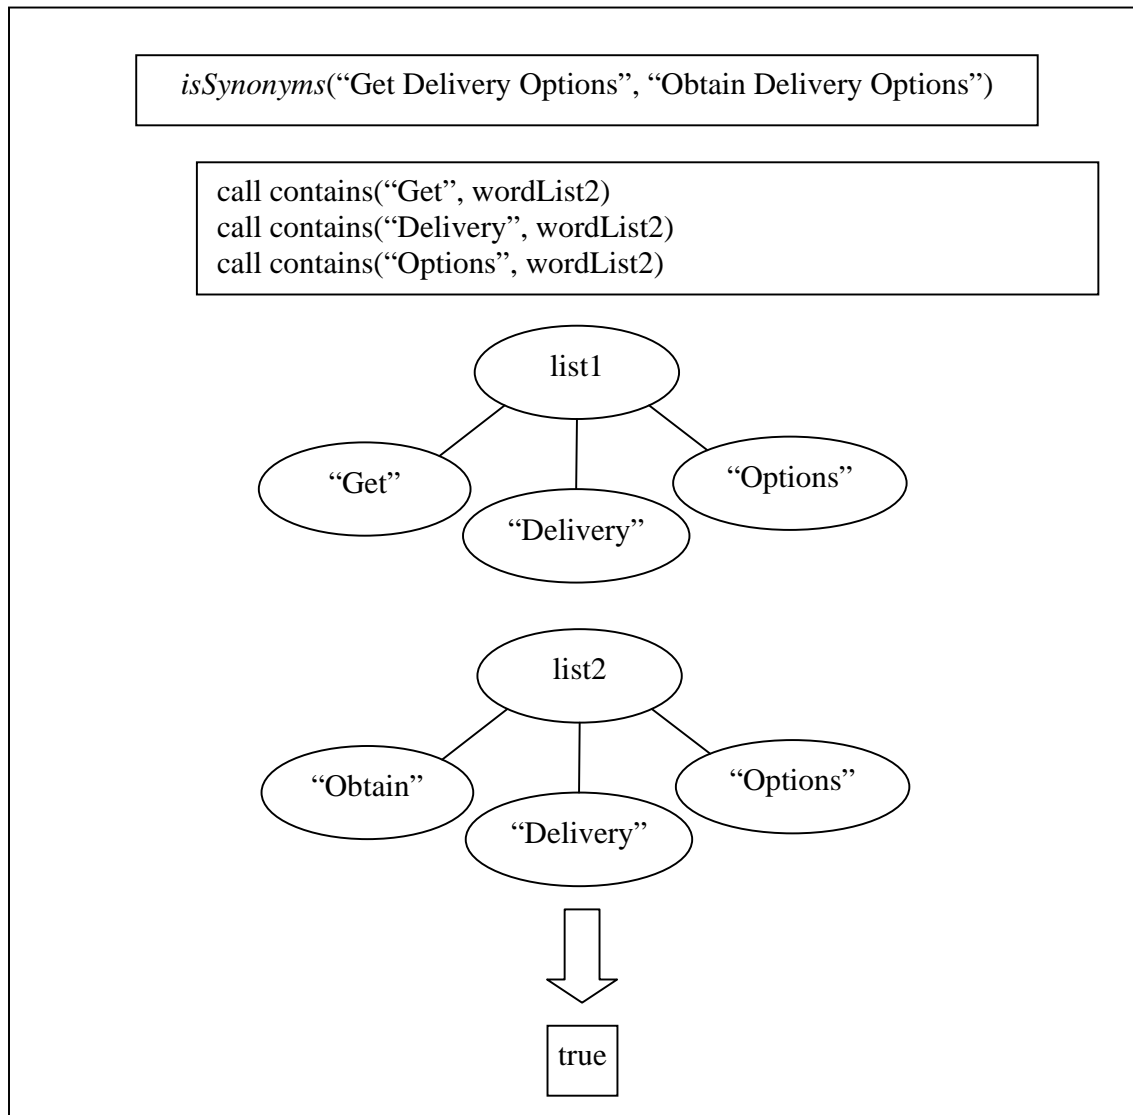 isSynonyms(“Get Delivery Options”, “Obtain Delivery Options”)
call contains(“Get”, wordList2)
call contains(“Delivery”, wordList2)
call contains(“Options”, wordList2)
list1
“Get”
“Delivery”
“Options”
list2
“Obtain”
“Delivery”
“Options”
true